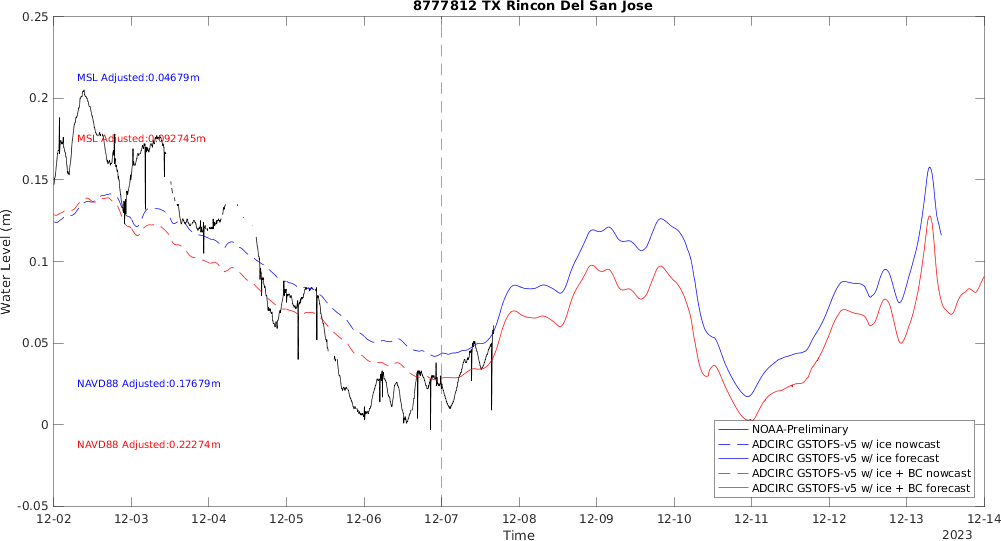 8777812 TX Rincon Del San Jose
0.25
0.2
0.15
0.1
0.05
0
-0.05
Water Level (m)
MSL Adjusted:0.04679m
MSL Adjusted:0.092745m
NAVD88 Adjusted:0.17679m
NAVD88 Adjusted:0.22274m
NOAA-Preliminary
ADCIRC GSTOFS-v5 w/ ice nowcast
ADCIRC GSTOFS-v5 w/ ice forecast
ADCIRC GSTOFS-v5 w/ ice + BC nowcast
ADCIRC GSTOFS-v5 w/ ice + BC forecast
12-02 12-03 12-04 12-05 12-06 12-07 12-08 12-09 12-10 12-11 12-12 12-13 12-14
Time
2023